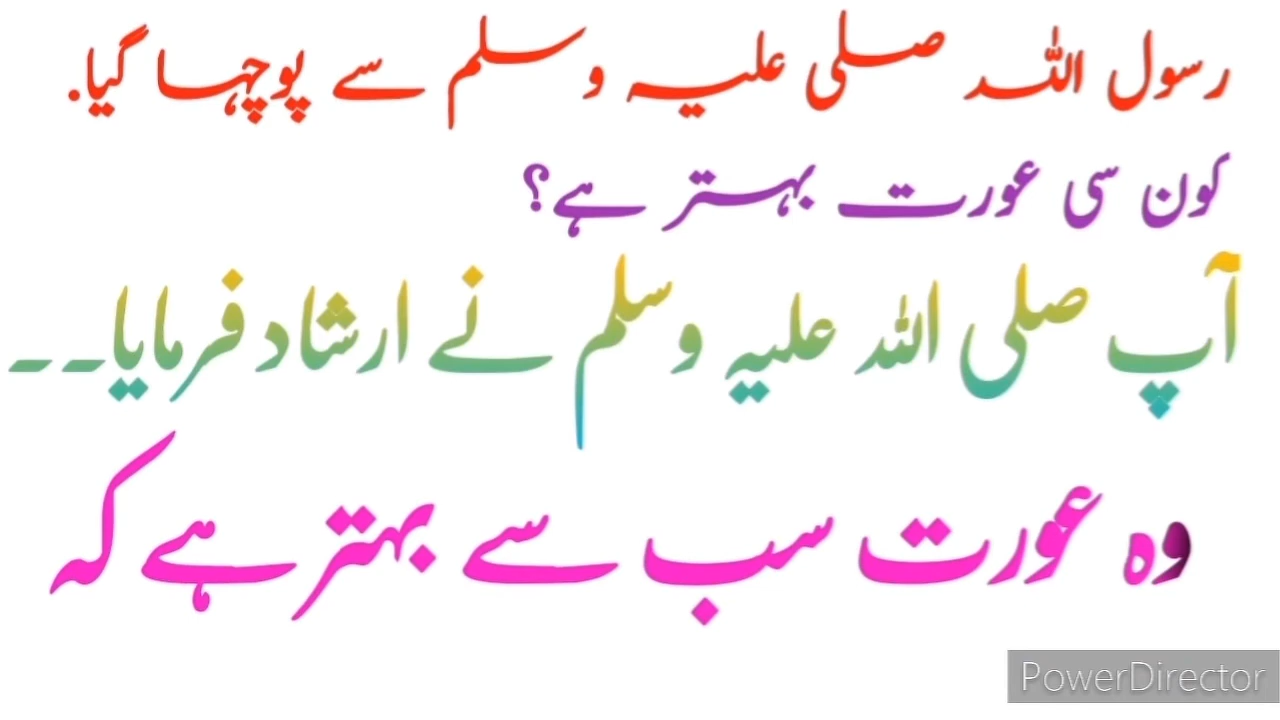 رسول اللہ صلی علیہ وسلم سے پوچہا گیا.
کون سی عورت بہتر ہے؟
آپ صلی اللہ علیہ وسلم نے ارشاد فرمایا۔۔
وہ عورت سب سے بہتر ہے کہ
PowerDirector